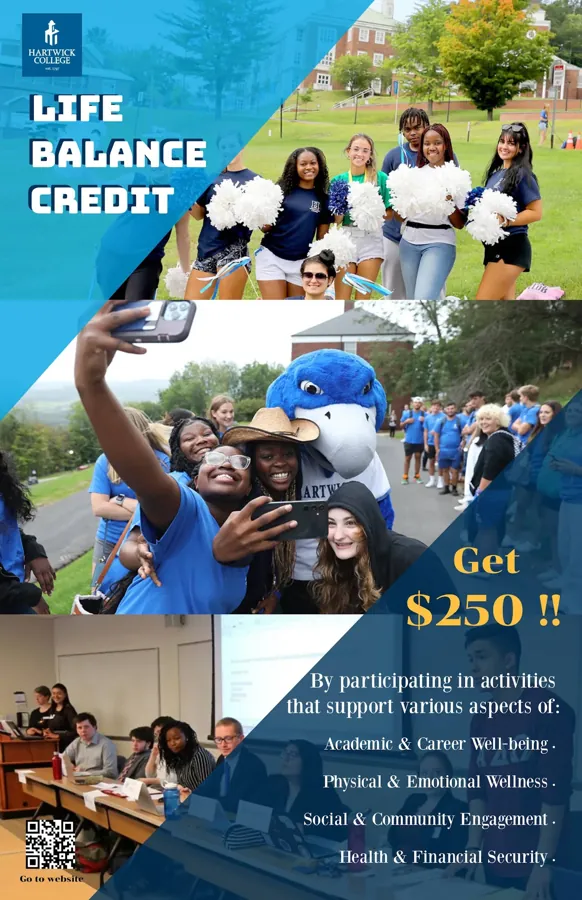 HARTWICK
COLLEGE
LIFE
BALANCE
CREDIT
ARTWI
Get
$250 !!
By participating in activities
that support various aspects of:
Academic & Career Well-being .
Physical & Emotional Wellness .
Social & Community Engagement .
Health & Financial Security .
Go to website